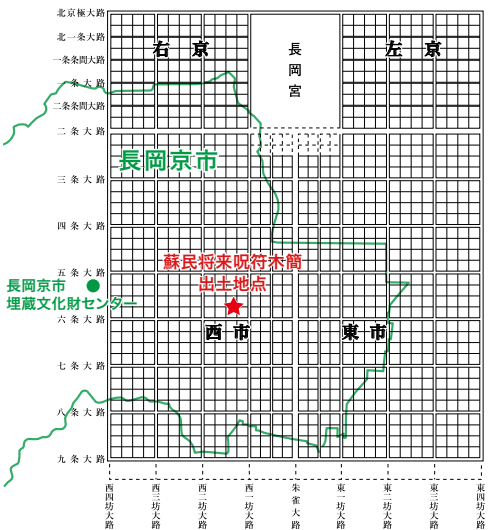 北京極大路
北一条大路
一条条間大路
一条大路
二条条間大路
二条大路
三条大路
四条大路
五条大路
六条大路
七条大路
八条大路
九条大路
右京
長岡宮
左京
長岡京市
蘇民将来呪符木簡
出土地点
長岡京市
埋蔵文化財センター
西市
東市
西四坊大路
西三坊大路
西二坊大路
西一坊大路
朱雀大路
東一坊大路
東二坊大路
東三坊大路
東四坊大路